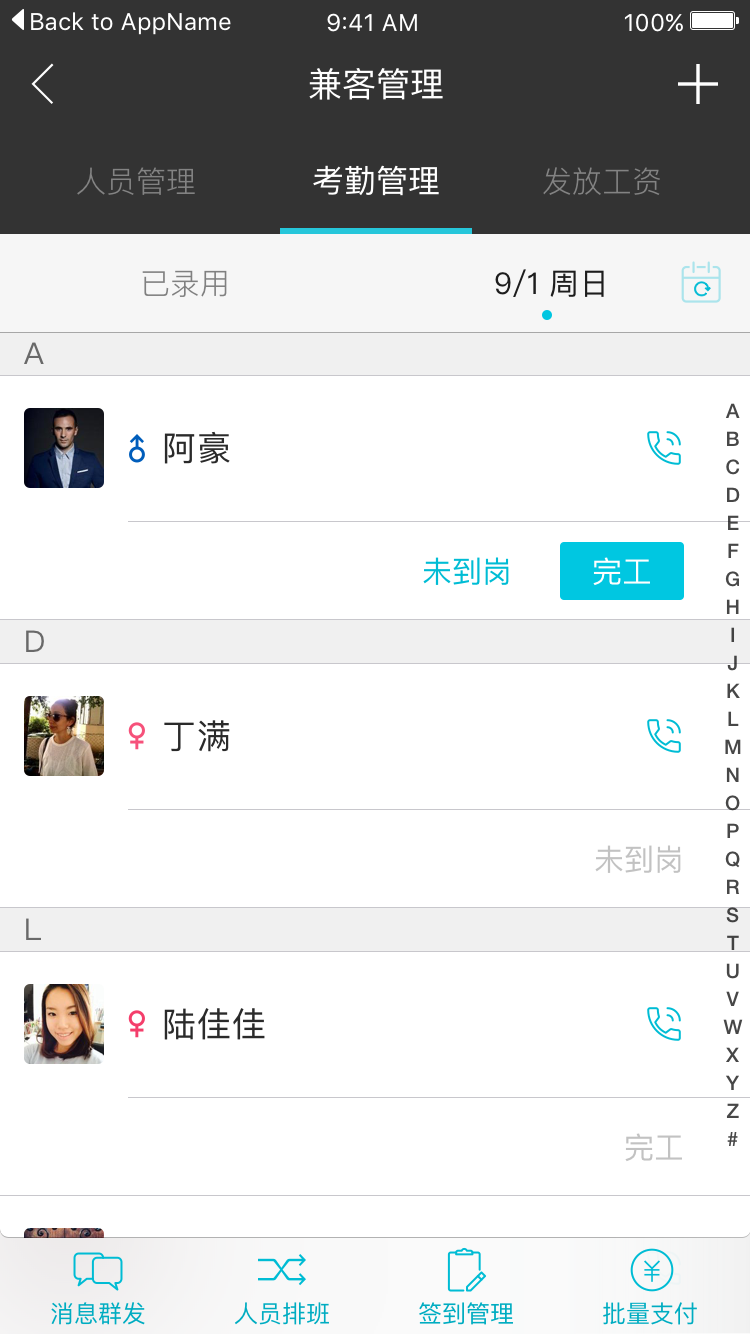 Back to AppName 9:41 AM 100%
兼客管理
人员管理 考勤管理 发放工资
已录用 9/1 周日
A
阿豪
未到岗 完工
D
丁满
未到岗
L
陆佳佳
完工
A
B
C
D
E
F
G
H
I
J
K
L
M
N
O
P
Q
R
S
T
U
V
W
X
Y
Z
#
消息群发 人员排班 签到管理 批量支付